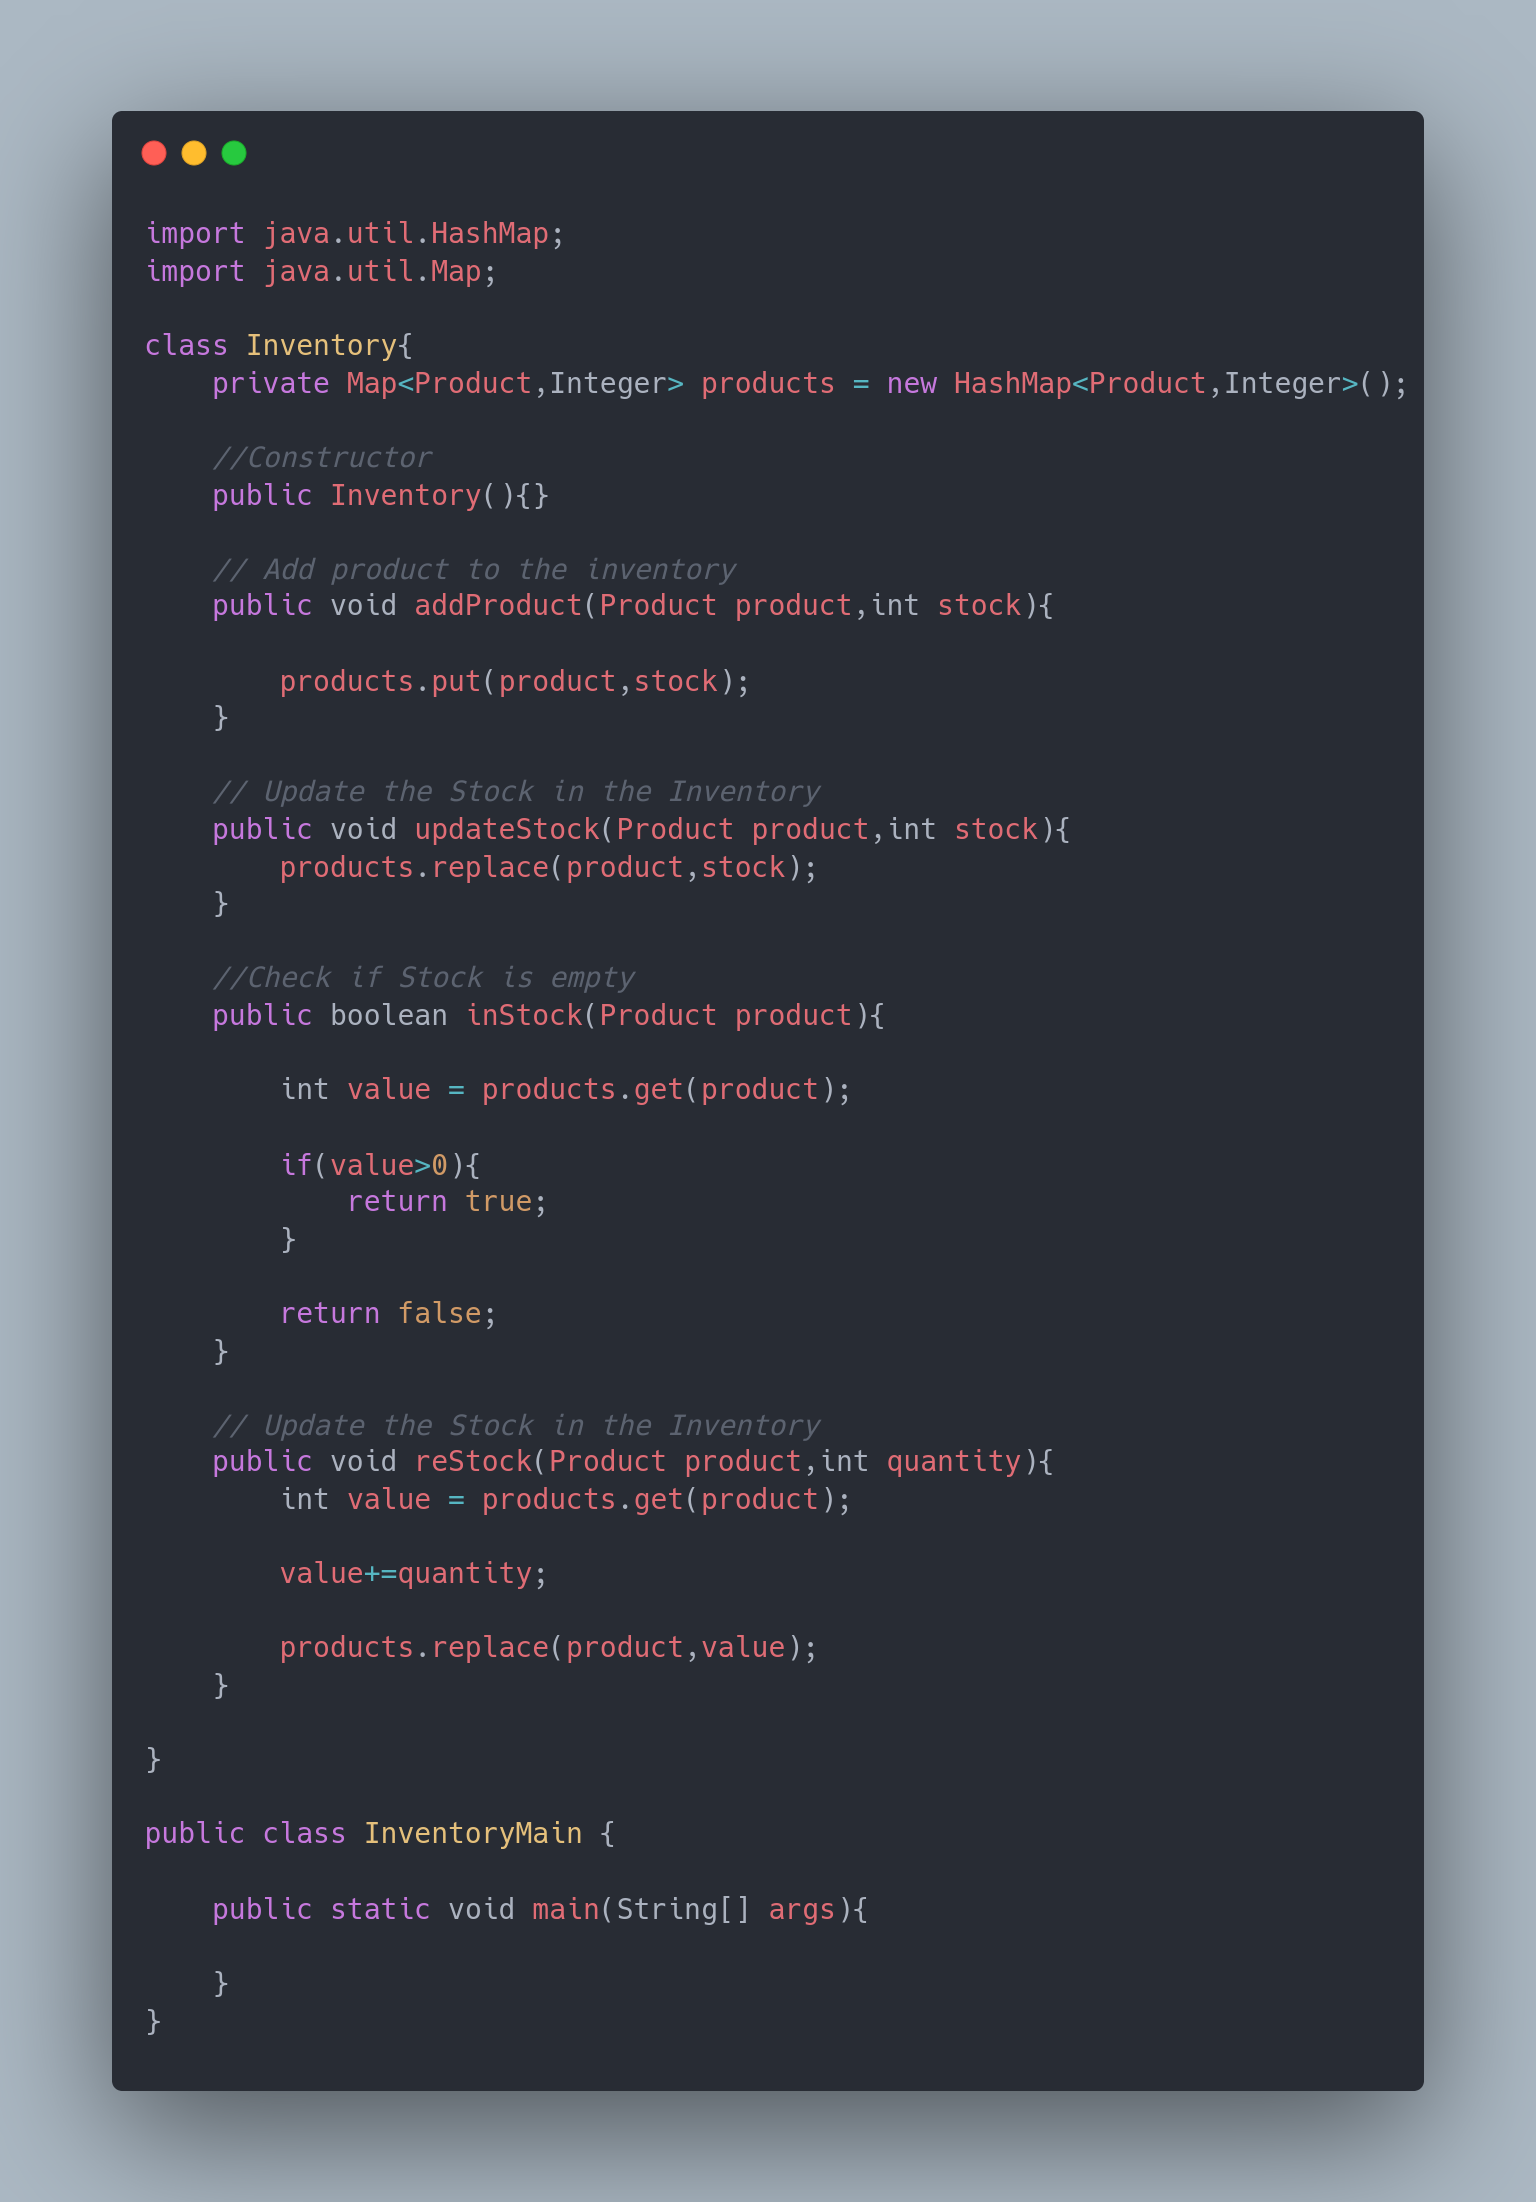 import java.util.HashMap;
import java.util.Map;

class Inventory{
    private Map<Product,Integer> products = new HashMap<Product,Integer>();

    //Constructor
    public Inventory(){}

    // Add product to the inventory
    public void addProduct(Product product,int stock){

        products.put(product,stock);
    }

    // Update the Stock in the Inventory
    public void updateStock(Product product,int stock){
        products.replace(product,stock);
    }

    //Check if Stock is empty
    public boolean inStock(Product product){

        int value = products.get(product);

        if(value>0){
            return true;
        }

        return false;
    }

    // Update the Stock in the Inventory
    public void reStock(Product product,int quantity){
        int value = products.get(product);

        value+=quantity;

        products.replace(product,value);
    }

}

public class InventoryMain {

    public static void main(String[] args){

    }
}